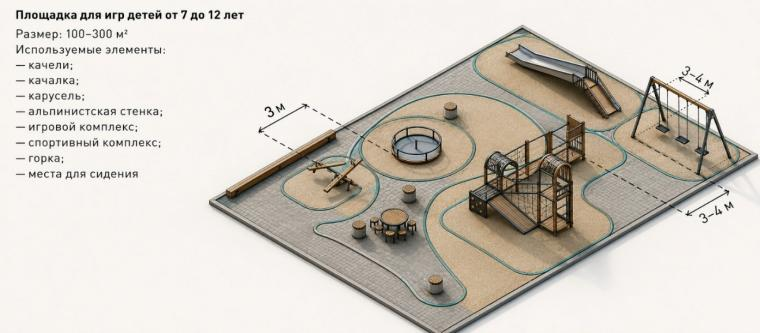 Площадка для игр детей от 7 до 12 лет
Размер: 100–300 м²
Используемые элементы:
— качели;
— качалка;
— карусель;
— альпинистская стенка;
— игровой комплекс;
— спортивный комплекс;
— горка;
— места для сидения
3 м
3–4 м
3–4 м